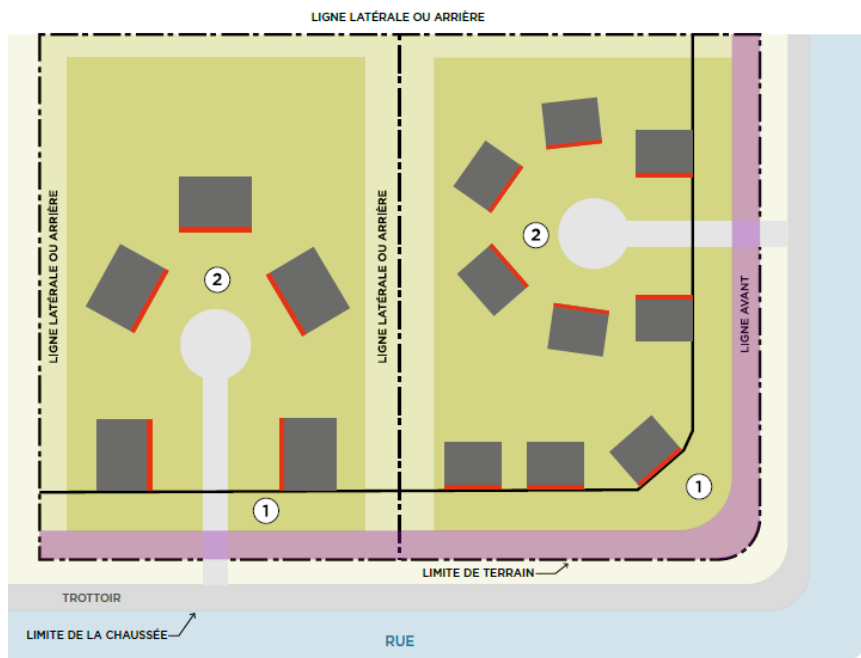 LIGNE LATÉRALE OU ARRIÈRE
LIGNE LATÉRALE OU ARRIÈRE
LIGNE LATÉRALE OU ARRIÈRE
2
2
LIGNE AVANT
1
1
LIMITE DE TERRAIN
TROTTOIR
LIMITE DE LA CHAUSSÉE
RUE